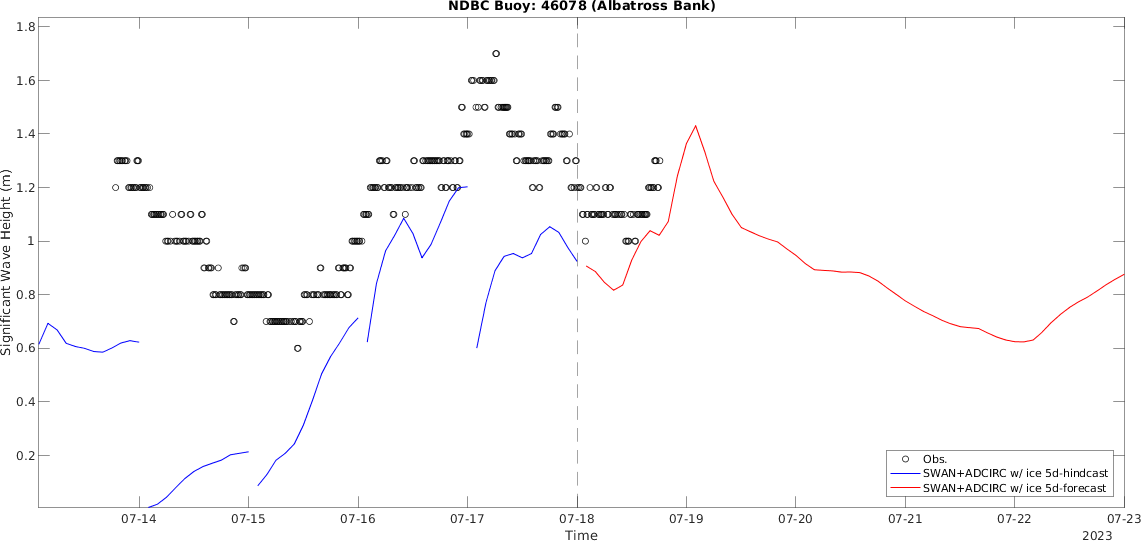 NDBC Buoy: 46078 (Albatross Bank)
1.8
1.6
1.4
1.2
1
0.8
0.6
0.4
0.2
Significant Wave Height (m)
Obs.
SWAN+ADCIRC w/ ice 5d-hindcast
SWAN+ADCIRC w/ ice 5d-forecast
07-14 07-15 07-16 07-17 07-18 07-19 07-20 07-21 07-22 07-23
Time
2023